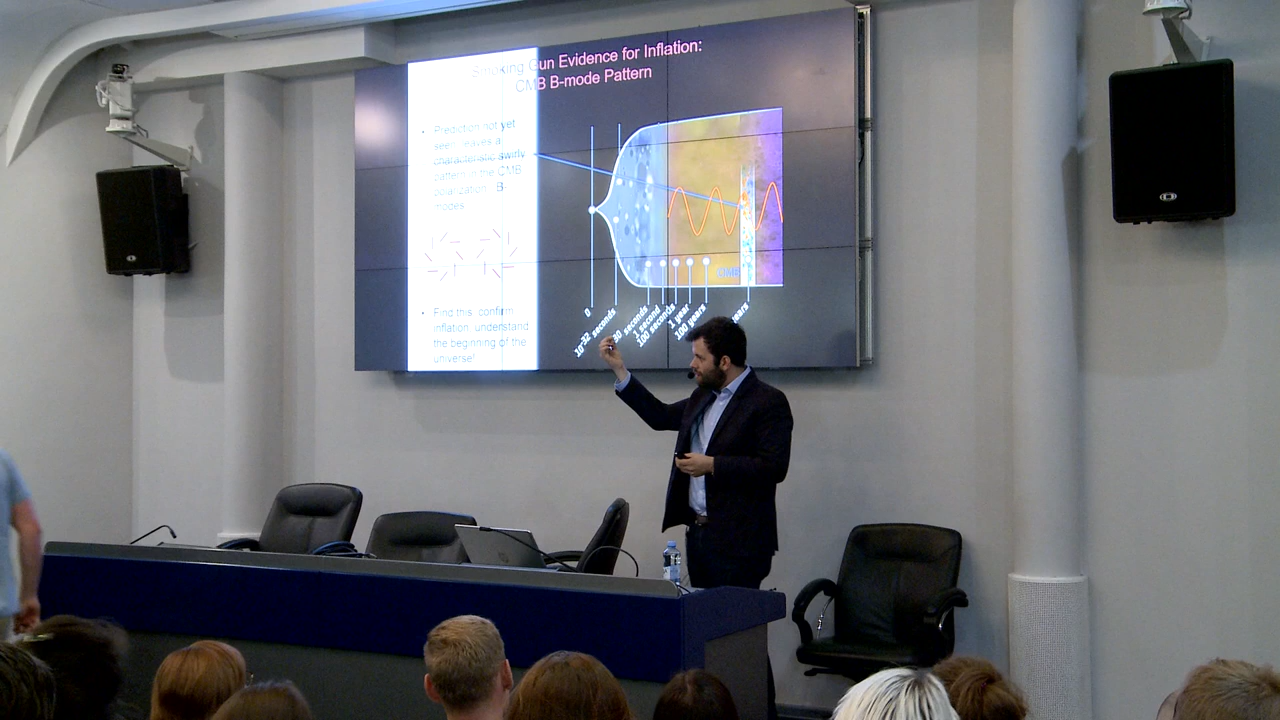 Smoking Gun Evidence for Inflation:
CMB B-mode Pattern
• Prediction not yet
seen: leaves a
characteristic swirly
pattern in the CMB
polarization: B-
modes
• Find this: confirm
inflation, understand
the beginning of the
universe!
CMB
0
10-32 seconds
seconds
1 second
100 seconds
1 year
100 years
years